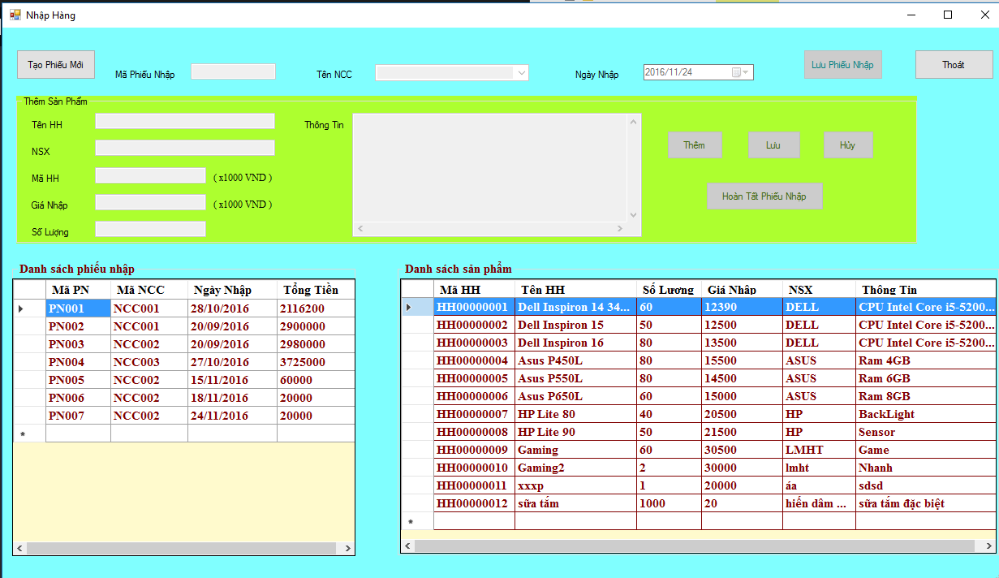 Nhập Hàng
Tạo Phiếu Mới Mã Phiếu Nhập Tên NCC Ngày Nhập 2016/11/24 Lưu Phiếu Nhập Thoát
Thêm Sản Phẩm
Tên HH Thông Tin
NSX Thêm Lưu Hủy
Mã HH ( x1000 VND )
Giá Nhập ( x1000 VND ) Hoàn Tất Phiếu Nhập
Số Lượng
Danh sách phiếu nhập
Mã PN Mã NCC Ngày Nhập Tổng Tiền
PN001 NCC001 28/10/2016 2116200
PN002 NCC001 20/09/2016 2900000
PN003 NCC002 20/09/2016 2980000
PN004 NCC003 27/10/2016 3725000
PN005 NCC002 15/11/2016 60000
PN006 NCC002 18/11/2016 20000
PN007 NCC002 24/11/2016 20000
Danh sách sản phẩm
Mã HH Tên HH Số Lượng Giá Nhập NSX Thông Tin
HH00000001 Dell Inspiron 14 34... 60 12390 DELL CPU Intel Core i5-5200...
HH00000002 Dell Inspiron 15 50 12500 DELL CPU Intel Core i5-5200...
HH00000003 Dell Inspiron 16 80 13500 DELL CPU Intel Core i5-5200...
HH00000004 Asus P450L 80 15500 ASUS Ram 4GB
HH00000005 Asus P550L 80 14500 ASUS Ram 6GB
HH00000006 Asus P650L 60 15000 ASUS Ram 8GB
HH00000007 HP Lite 80 40 20500 HP BackLight
HH00000008 HP Lite 90 50 21500 HP Sensor
HH00000009 Gaming 60 30500 LMHT Game
HH00000010 Gaming2 2 30000 lmht Nhanh
HH00000011 xxxp 1 20000 áa sdsd
HH00000012 sữa tắm 1000 20 hiến dâm ... sữa tắm đặc biệt